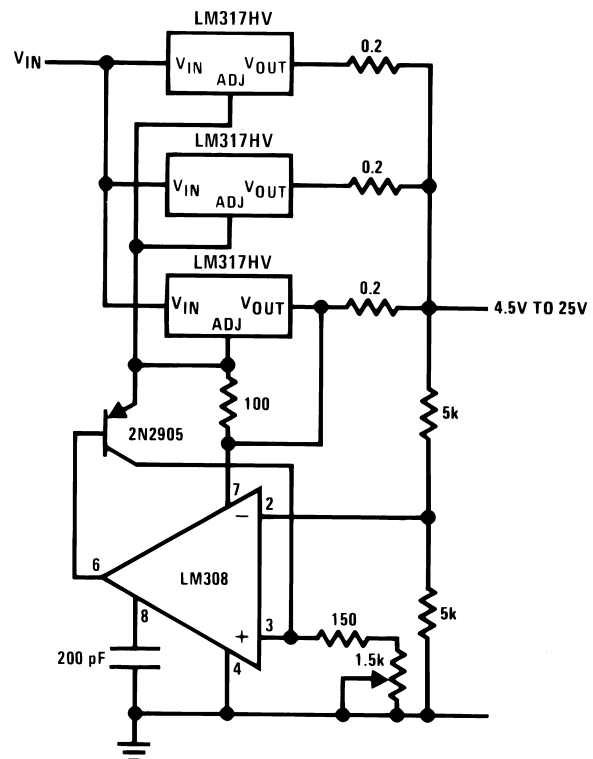 LM317HV
0.2
VIN
VIN
VOUT
ADJ
LM317HV
0.2
VIN
VOUT
ADJ
LM317HV
0.2
VIN
VOUT
ADJ
4.5V TO 25V
100
5k
2N2905
7
2
−
6
LM308
8
+
3
150
5k
200 pF
4
1.5k